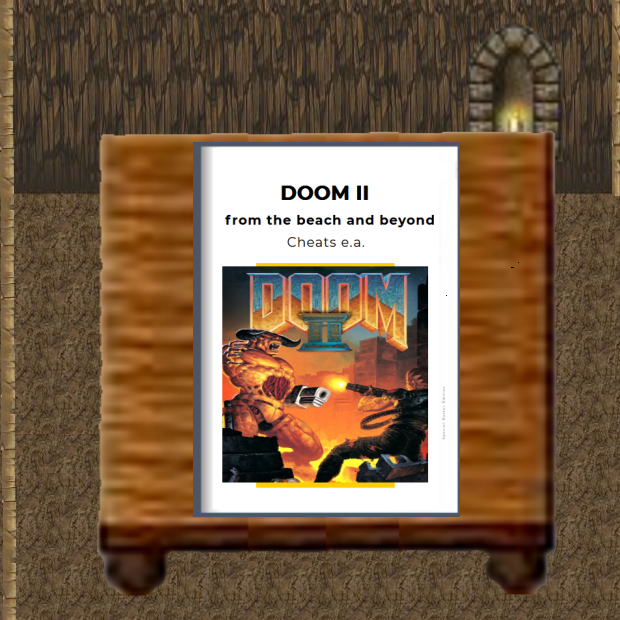 DOOM II
from the beach and beyond
Cheats e.a.
DOOM
II